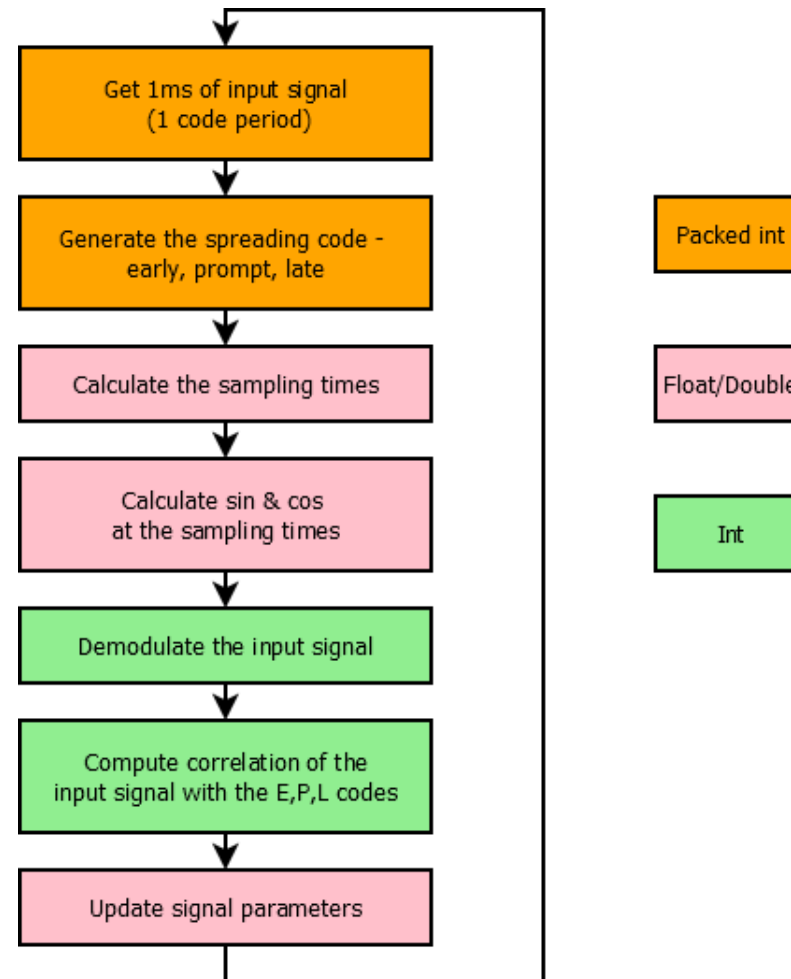 Get 1ms of input signal
(1 code period)
Generate the spreading code -
early, prompt, late
Calculate the sampling times
Calculate sin & cos
at the sampling times
Demodulate the input signal
Compute correlation of the
input signal with the E,P,L codes
Update signal parameters
Packed int
Float/Double
Int